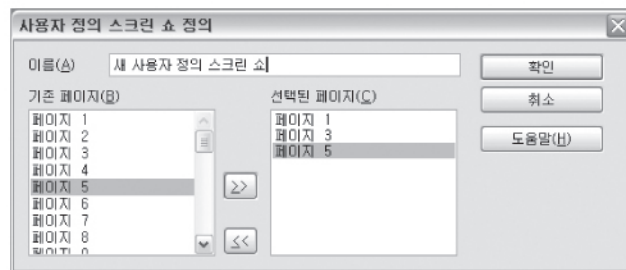 사용자 정의 스크린 쇼 정의
이름(A)
새 사용자 정의 스크린 쇼
확인
기존 페이지(B)
선택된 페이지(C)
취소
페이지 1
페이지 2
페이지 3
페이지 4
페이지 5
페이지 6
페이지 7
페이지 8
페이지 1
페이지 3
페이지 5
도움말(H)
>>
<<